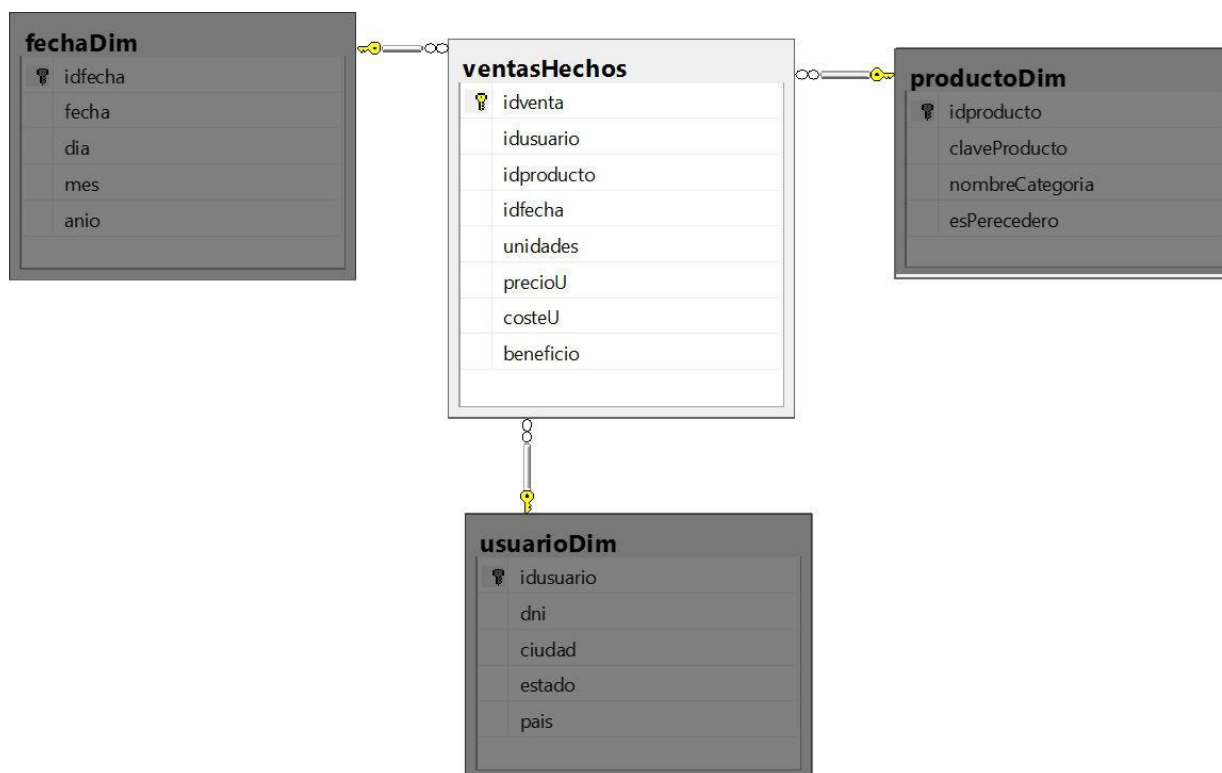 fechaDim
idfecha
fecha
dia
mes
anio
ventasHechos
idventa
idusuario
idproducto
idfecha
unidades
precioU
costeU
beneficio
productoDim
idproducto
claveProducto
nombreCategoria
esPerecedero
usuarioDim
idusuario
dni
ciudad
estado
pais